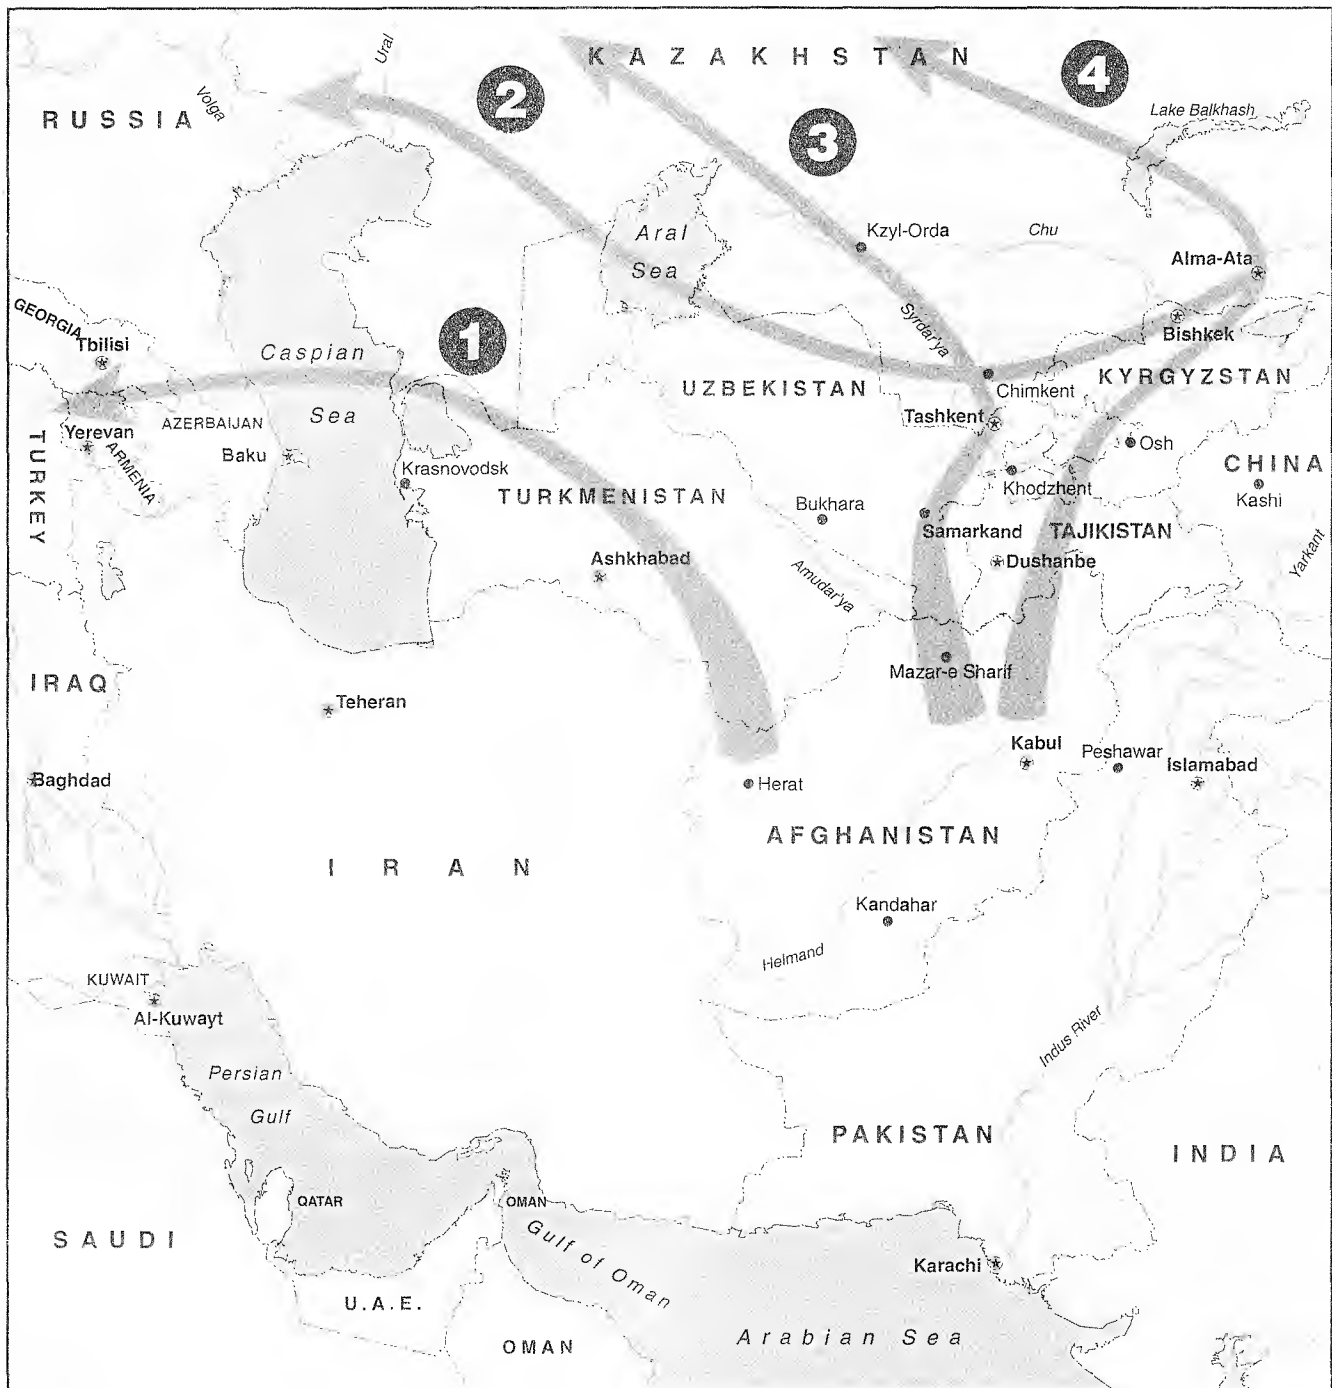 KAZAKHSTAN
Ural
2
4
Volga
RUSSIA
Lake Balkhash
3
Kzyl-Orda
Chu
Aral
Sea
Alma-Ata
GEORGIA
Tbilisi
1
Syrdar'ya
Bishkek
Caspian
Sea
UZBEKISTAN
Chimkent
KYRGYZSTAN
Tashkent
AZERBAIJAN
Yerevan
ARMENIA
TURKEY
Baku
Osh
Krasnovodsk
Khodzhent
CHINA
Kashi
TURKMENISTAN
Bukhara
Samarkand
TAJIKISTAN
Ashkhabad
Dushanbe
Yarkant
Amudar'ya
Mazar-e Sharif
IRAQ
Teheran
Kabul
Peshawar
Islamabad
Baghdad
Herat
AFGHANISTAN
IRAN
Kandahar
Helmand
KUWAIT
Al-Kuwayt
Indus River
Persian
Gulf
PAKISTAN
INDIA
QATAR
OMAN
SAUDI
Gulf of Oman
Karachi
U.A.E.
OMAN
Arabian Sea